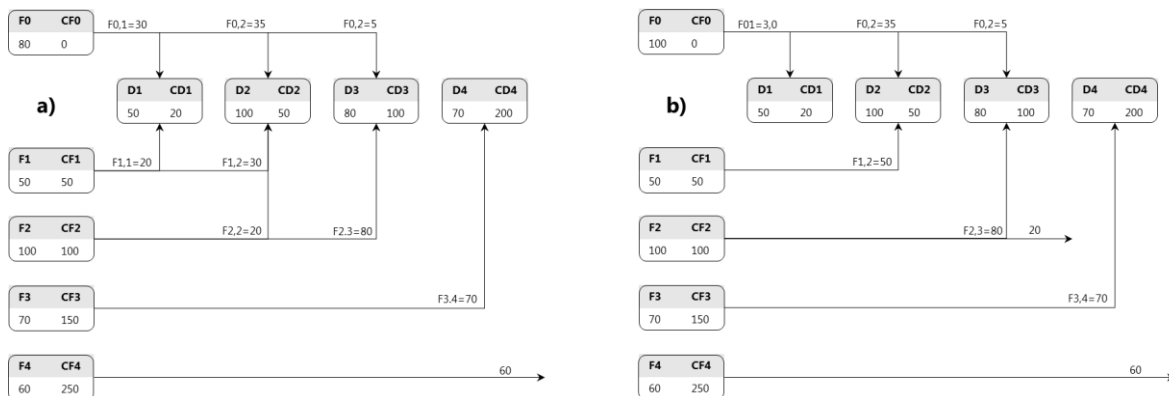 F0 CF0
80 0
F0,1=30
F0,2=35
F0,2=5
a)
D1 CD1
50 20
D2 CD2
100 50
D3 CD3
80 100
D4 CD4
70 200
F1 CF1
50 50
F1,1=20
F1,2=30
F2 CF2
100 100
F2,2=20
F2.3=80
F3 CF3
70 150
F3.4=70
F4 CF4
60 250
60
F0 CF0
100 0
F01=3,0
F0,2=35
F0,2=5
b)
D1 CD1
50 20
D2 CD2
100 50
D3 CD3
80 100
D4 CD4
70 200
F1 CF1
50 50
F1,2=50
F2 CF2
100 100
F2,3=80
20
F3 CF3
70 150
F3,4=70
F4 CF4
60 250
60